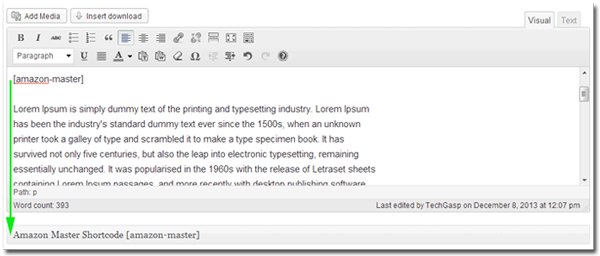 Add Media Insert download
Visual Text
B I ABC
Paragraph U A
[amazon-master]
Lorem Ipsum is simply dummy text of the printing and typesetting industry. Lorem Ipsum
has been the industry's standard dummy text ever since the 1500s, when an unknown
printer took a galley of type and scrambled it to make a type specimen book. It has
survived not only five centuries, but also the leap into electronic typesetting, remaining
essentially unchanged. It was popularised in the 1960s with the release of Letraset sheets
containing Lorem Ipsum passages, and more recently with desktop publishing software
Path: p
Word count: 393 Last edited by TechGasp on December 8, 2013 at 12:07 pm
Amazon Master Shortcode [amazon-master]